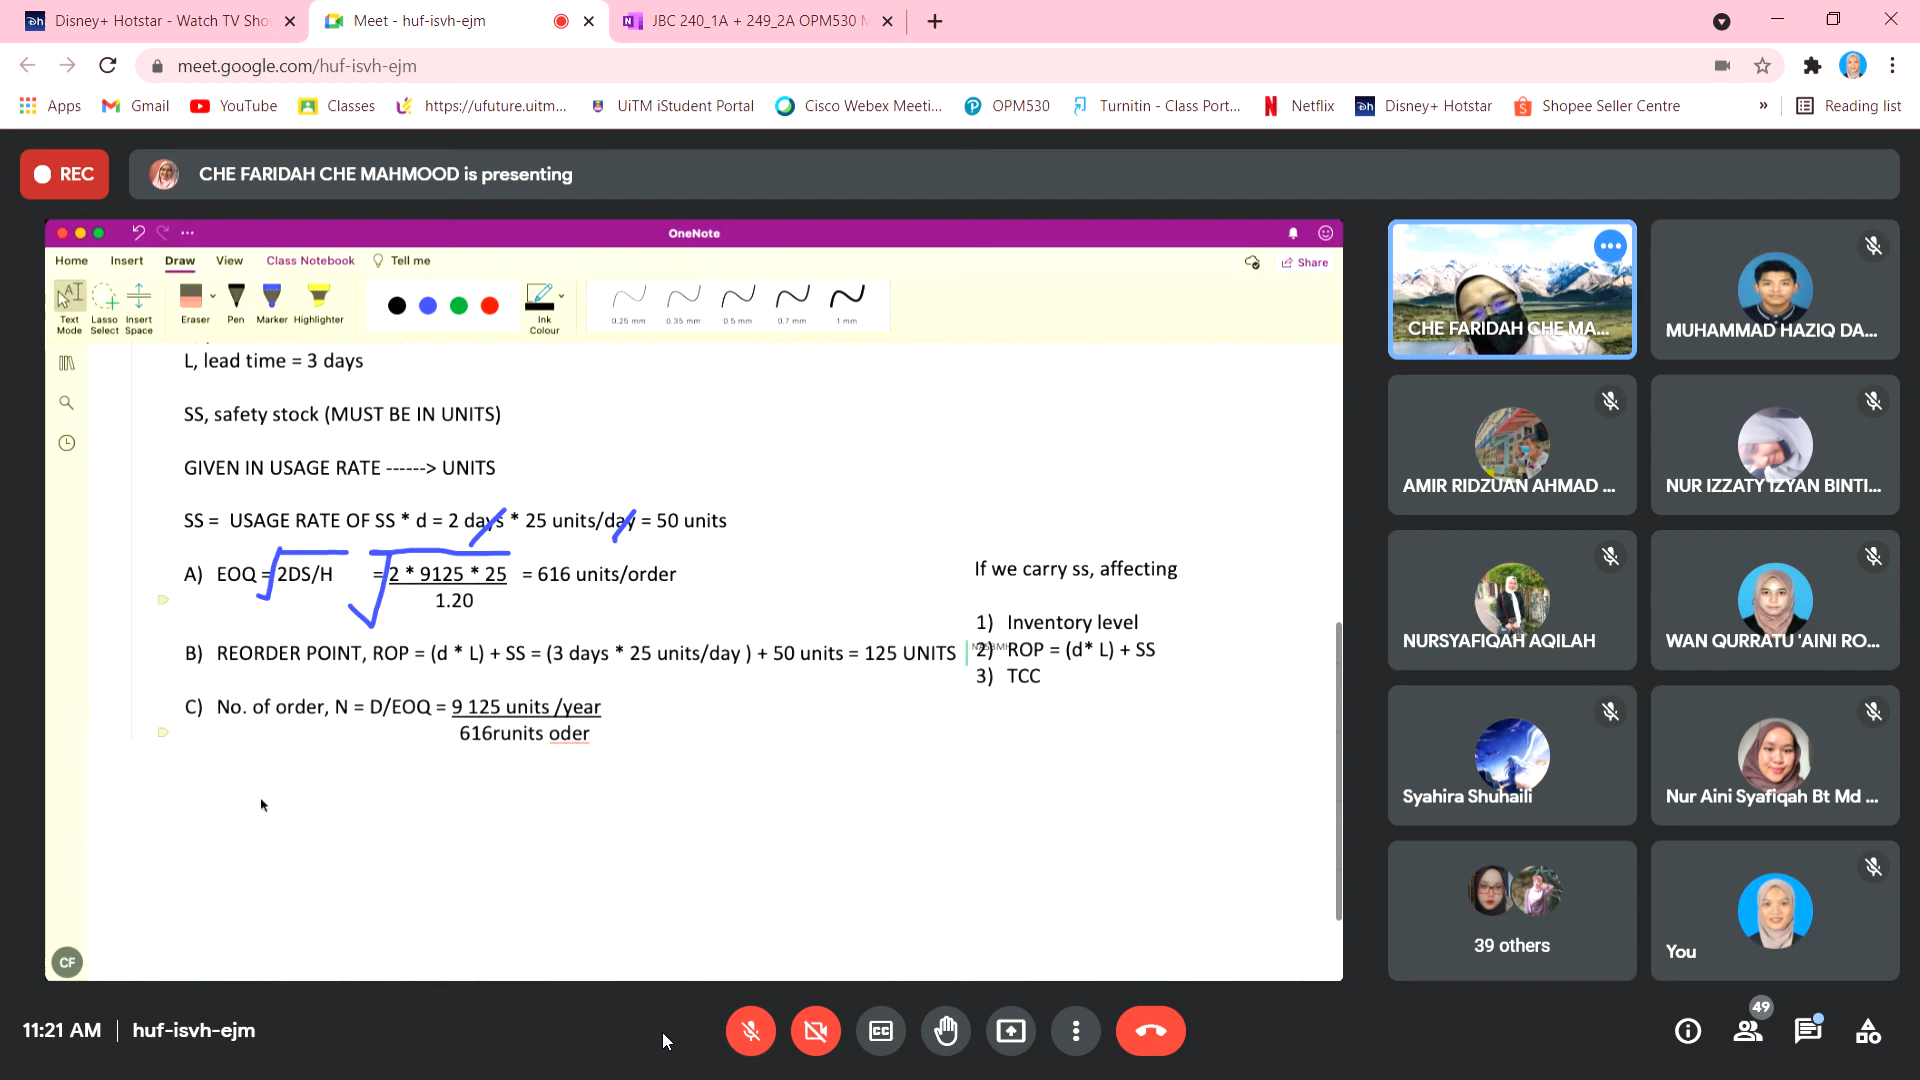 Disney+ Hotstar - Watch TV Sho
Meet - huf-isvh-ejm
JBC 240_1A + 249_2A OPM530 M
meet.google.com/huf-isvh-ejm
Apps
Gmail
YouTube
Classes
https://ufuture.uitm...
UiTM iStudent Portal
Cisco Webex Meeti...
OPM530
Turnitin - Class Port...
Netflix
Disney+ Hotstar
Shopee Seller Centre
»
Reading list
REC
CHE FARIDAH CHE MAHMOOD is presenting
OneNote
Home
Insert
Draw
View
Class Notebook
Tell me
Share
Text Mode
Lasso Select
Insert Space
Eraser
Pen
Marker
Highlighter
Ink Colour
0.25 mm
0.35 mm
0.5 mm
0.7 mm
1 mm
L, lead time = 3 days
SS, safety stock (MUST BE IN UNITS)
GIVEN IN USAGE RATE ------> UNITS
SS = USAGE RATE OF SS * d = 2 days * 25 units/day = 50 units
A) EOQ = √2DS/H = √2 * 9125 * 25 = 616 units/order
1.20
B) REORDER POINT, ROP = (d * L) + SS = (3 days * 25 units/day ) + 50 units = 125 UNITS
C) No. of order, N = D/EOQ = 9 125 units /year
616runits oder
If we carry ss, affecting
1) Inventory level
2) ROP = (d* L) + SS
3) TCC
CF
CHE FARIDAH CHE MA...
MUHAMMAD HAZIQ DA...
AMIR RIDZUAN AHMAD ...
NUR IZZATY IZYAN BINTI...
NURSYAFIQAH AQILAH
WAN QURRATU 'AINI RO...
Syahira Shuhaili
Nur Aini Syafiqah Bt Md ...
39 others
You
11:21 AM
huf-isvh-ejm
49